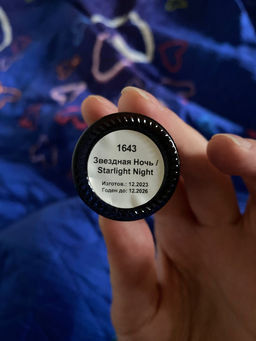 1643
Звездная Ночь /
Starlight Night
Изготов.: 12.2023
Годен до: 12.2026